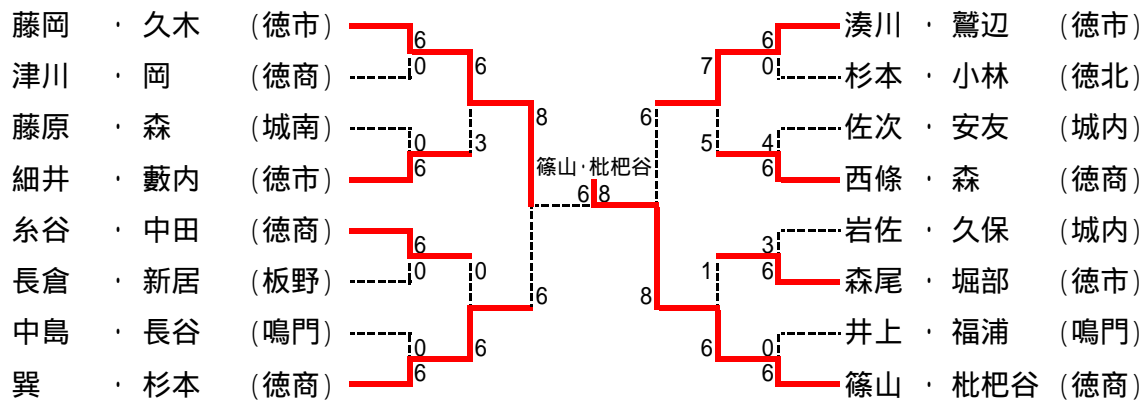 藤岡 ・ 久木 (徳市) 湊川 ・ 鷲辺 (徳市)
6 6
0 6 7 0
津川 ・ 岡 (徳商) 杉本 ・ 小林 (徳北)
8 6
藤原 ・ 森 (城南) 佐次 ・ 安友 (城内)
0 3 5 4
6 6
篠山・枇杷谷
細井 ・ 藪内 (徳市) 西條 ・ 森 (徳商)
6 8
糸谷 ・ 中田 (徳商) 岩佐 ・ 久保 (城内)
6 3
0 0 1 6
長倉 ・ 新居 (板野) 森尾 ・ 堀部 (徳市)
6 8
中島 ・ 長谷 (鳴門) 井上 ・ 福浦 (鳴門)
0 6 6 0
6 6
巽 ・ 杉本 (徳商) 篠山 ・ 枇杷谷 (徳商)